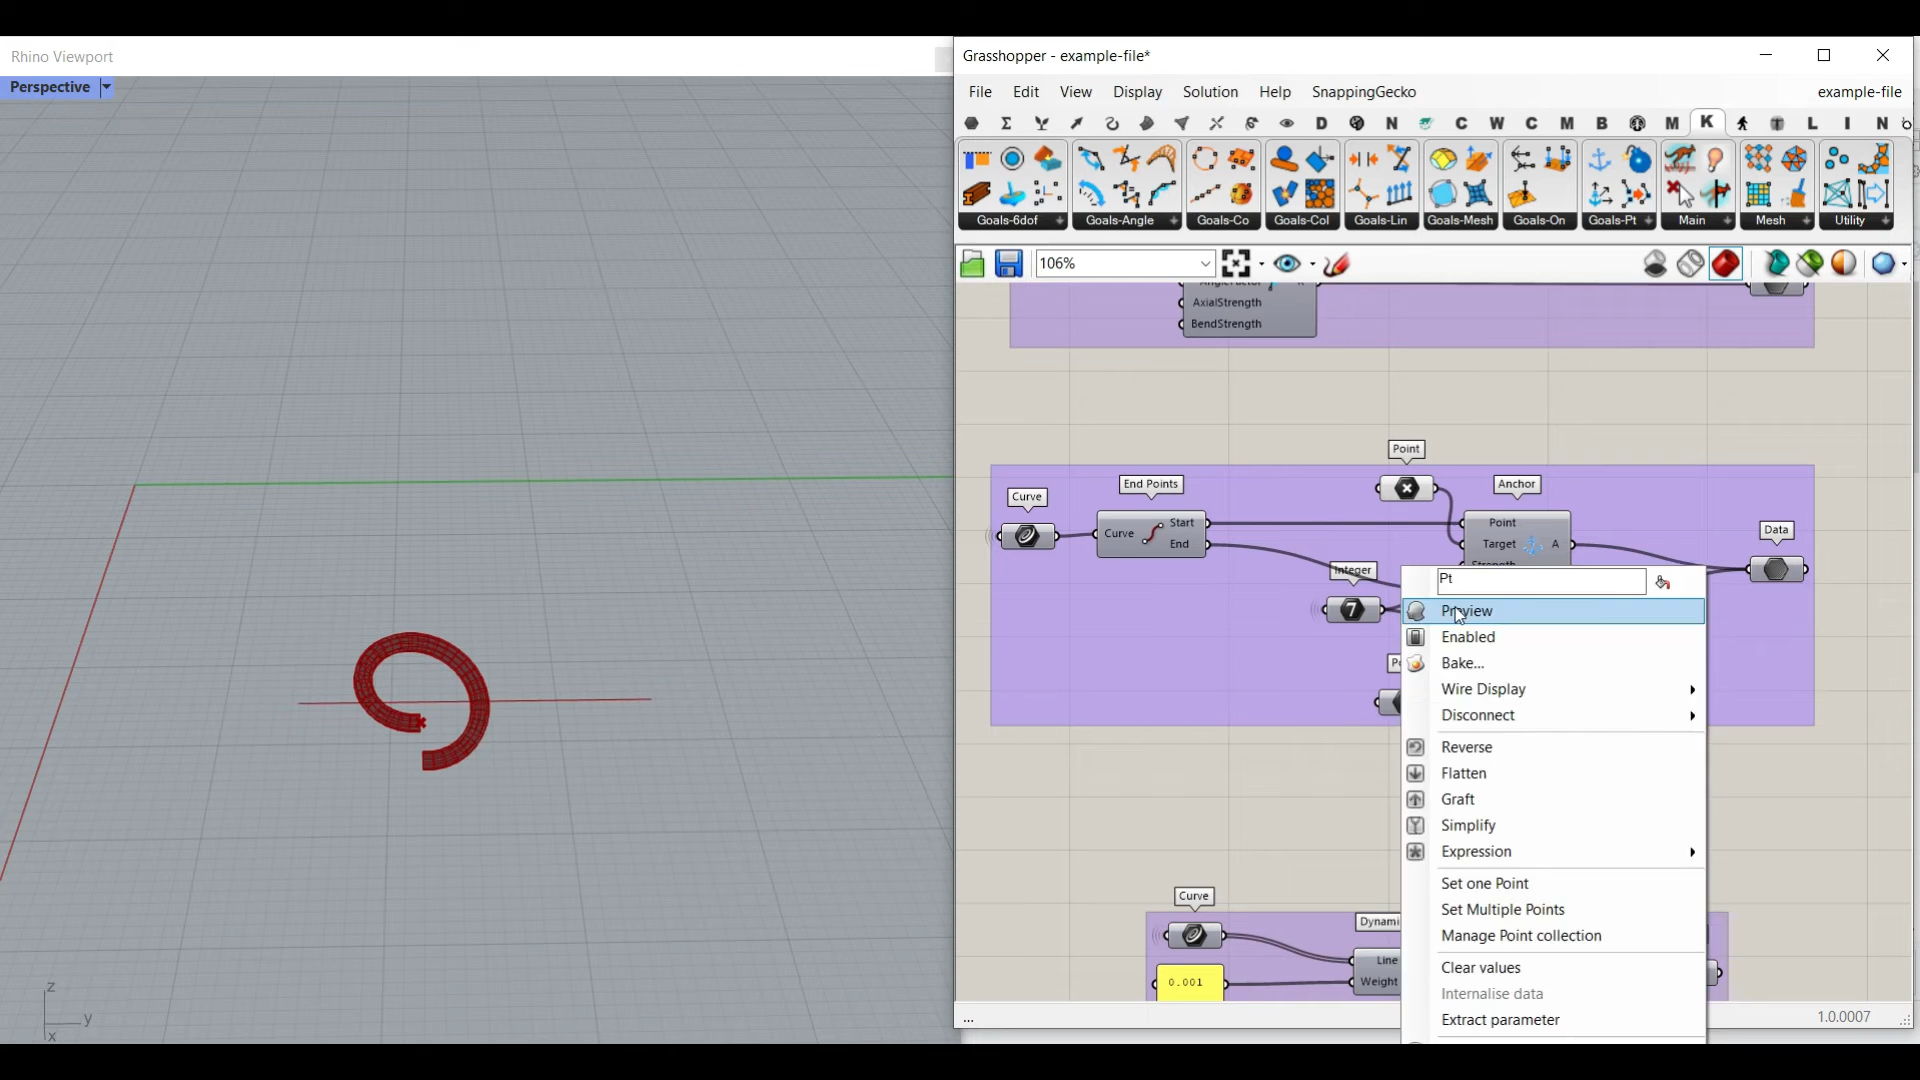 Rhino Viewport
Perspective
Grasshopper - example-file*
File Edit View Display Solution Help SnappingGecko example-file
D N C W C M B M K L I N
Goals-6dof Goals-Angle Goals-Co Goals-Col Goals-Lin Goals-Mesh Goals-On Goals-Pt Main Mesh Utility
106%
AxialStrength
BendStrength
Point
Curve
End Points
Anchor
Data
Curve
Start
End
Point
Target
A
Integer
7
Pt
Preview
Enabled
Bake...
Wire Display
Disconnect
Reverse
Flatten
Graft
Simplify
Expression
Set one Point
Set Multiple Points
Manage Point collection
Clear values
Internalise data
Extract parameter
Curve
Line
Weight
0.001
z
y
x
...
1.0.0007